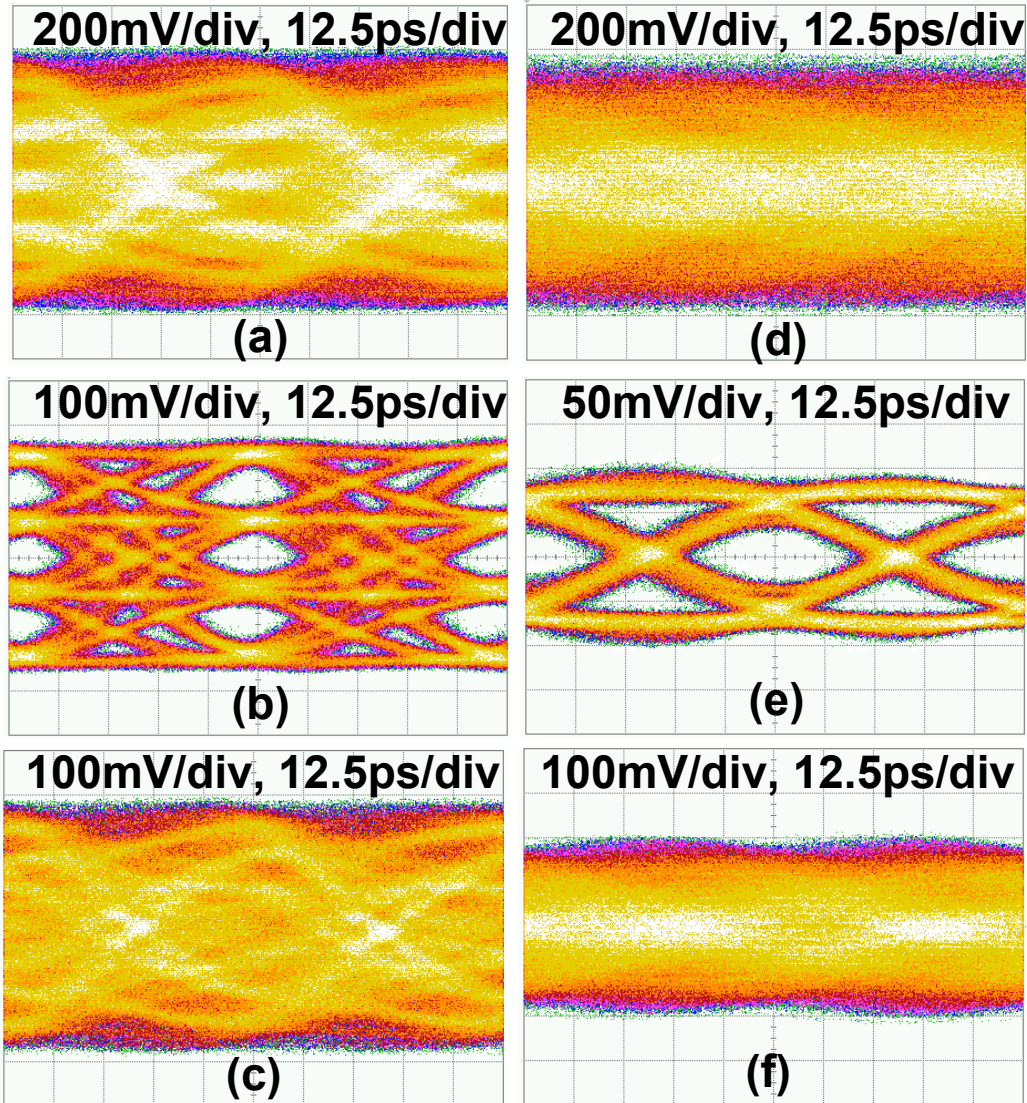 200mV/div, 12.5ps/div
(a)
200mV/div, 12.5ps/div
(d)
100mV/div, 12.5ps/div
(b)
50mV/div, 12.5ps/div
(e)
100mV/div, 12.5ps/div
(c)
100mV/div, 12.5ps/div
(f)